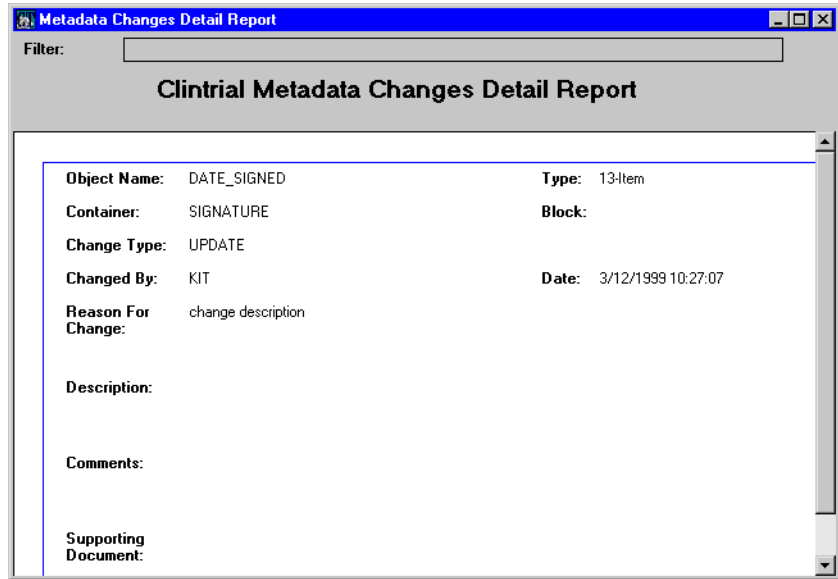 Metadata Changes Detail Report
Filter:
Clintrial Metadata Changes Detail Report
Object Name: DATE_SIGNED Type: 13-Item
Container: SIGNATURE Block:
Change Type: UPDATE
Changed By: KIT Date: 3/12/1999 10:27:07
Reason For change description
Change:
Description:
Comments:
Supporting
Document: